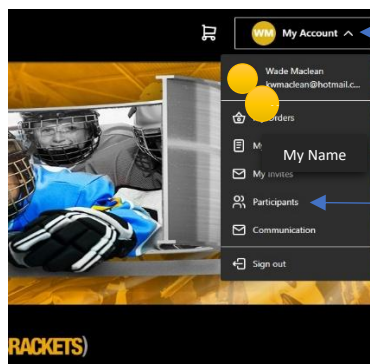 WM My Account
Wade Maclean
kwmaclean@hotmail.c...
Orders
My Name
My Invites
Participants
Communication
Sign out
RACKETS)